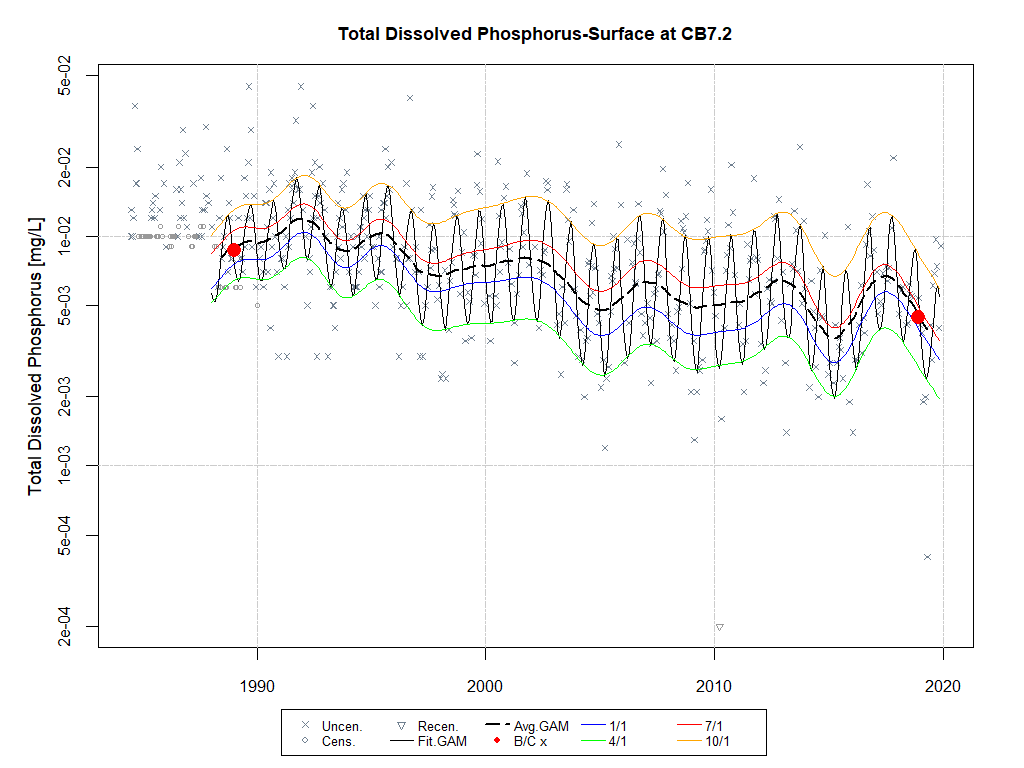 Total Dissolved Phosphorus-Surface at CB7.2
Total Dissolved Phosphorus [mg/L]
5e-02
2e-02
1e-02
5e-03
2e-03
1e-03
5e-04
2e-04
1990 2000 2010 2020
Uncen. Recen. Avg.GAM 1/1 7/1
Cens. Fit.GAM B/C x 4/1 10/1